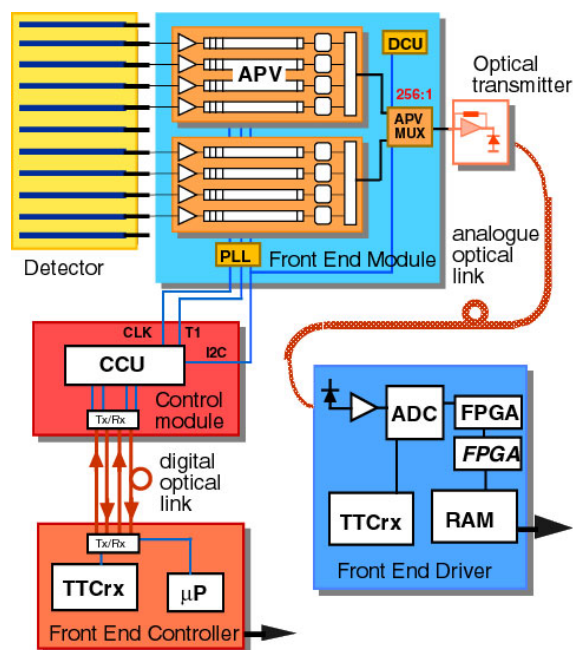 DCU
Optical
transmitter
APV
256:1
APV
MUX
PLL
Front End Module
Detector
analogue
optical
link
CLK
T1
I2C
CCU
Control
module
Tx/Rx
ADC
FPGA
FPGA
digital
optical
link
TTCrx
RAM
Tx/Rx
TTCrx
µP
Front End Driver
Front End Controller